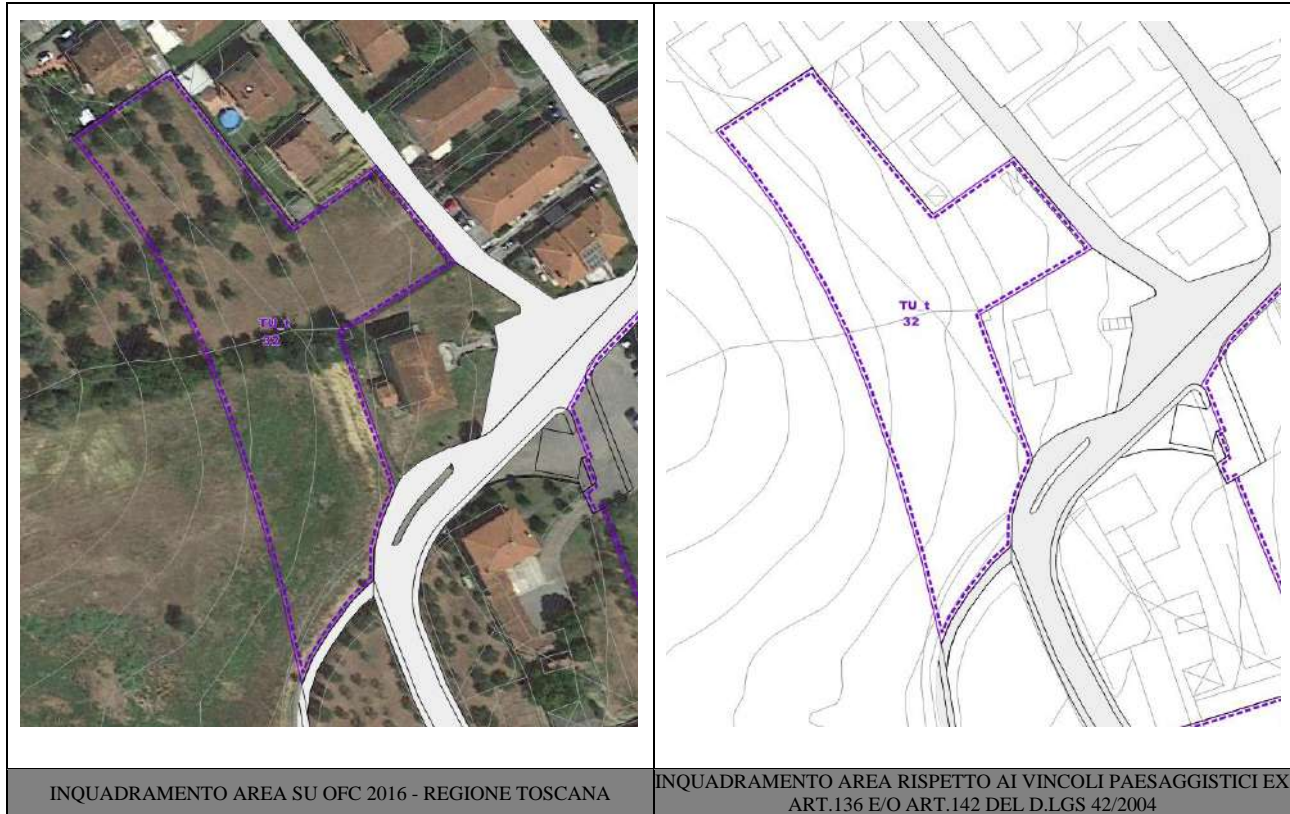 TU_t
32
TU_t
32
INQUADRAMENTO AREA SU OFC 2016 - REGIONE TOSCANA
INQUADRAMENTO AREA RISPETTO AI VINCOLI PAESAGGISTICI EX
ART.136 E/O ART.142 DEL D.LGS 42/2004